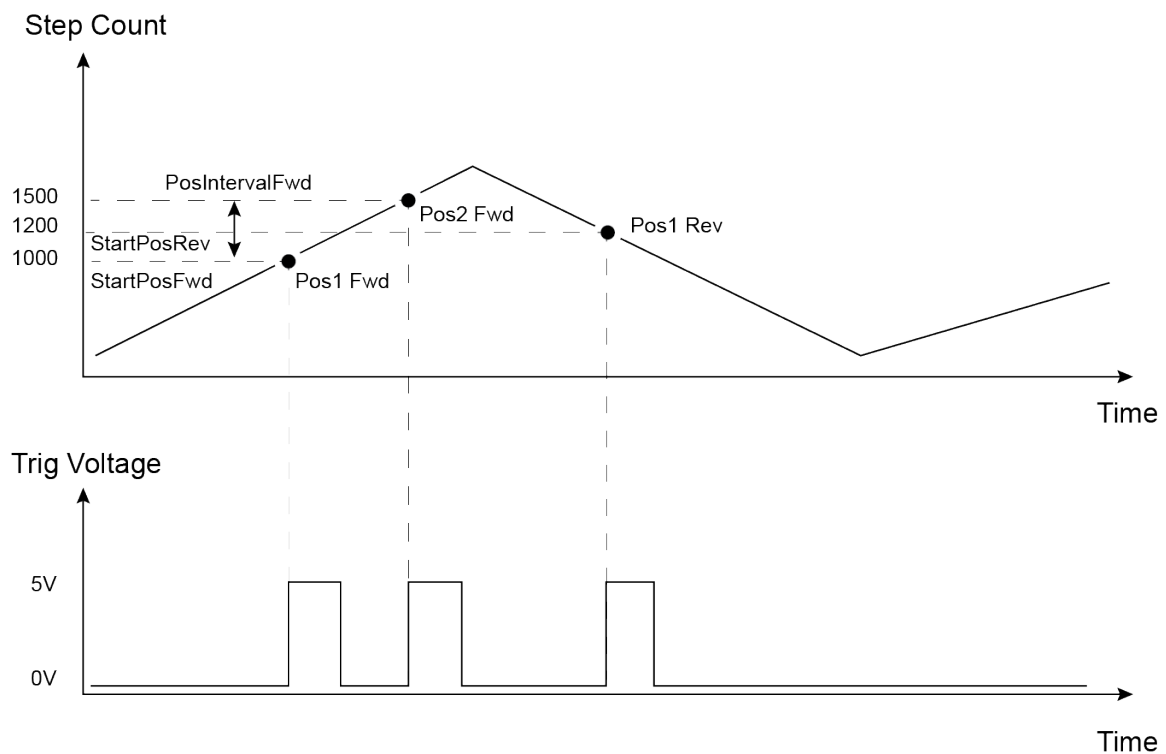 Step Count
PosIntervalFwd
1500
Pos2 Fwd
1200
Pos1 Rev
StartPosRev
1000
StartPosFwd
Pos1 Fwd
Time
Trig Voltage
5V
0V
Time